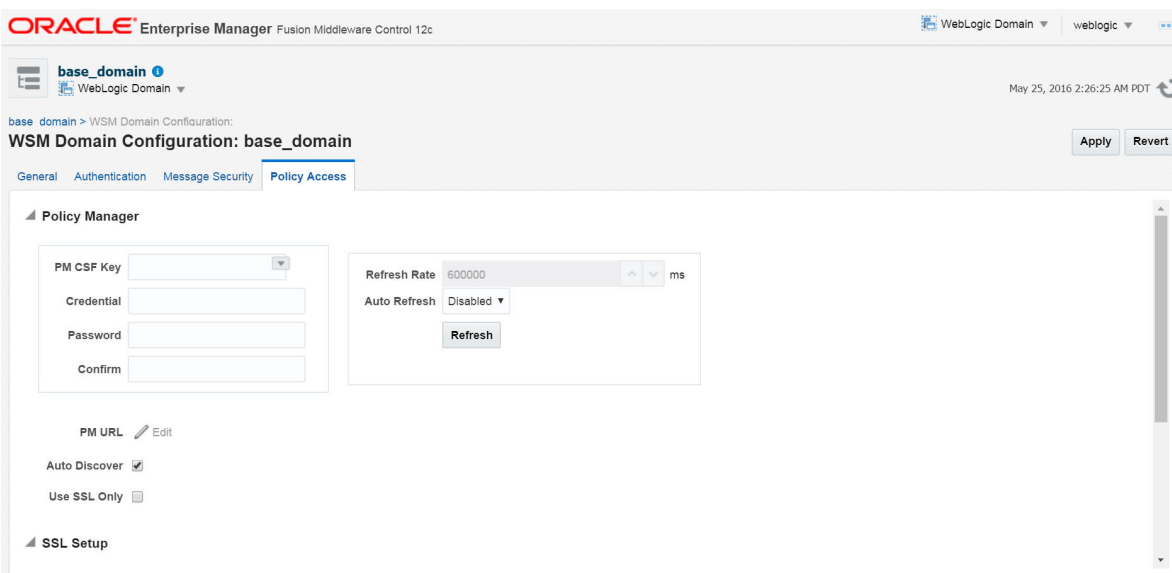 ORACLE Enterprise Manager Fusion Middleware Control 12c
WebLogic Domain
weblogic
base_domain
WebLogic Domain
May 25, 2016 2:26:25 AM PDT
base_domain > WSM Domain Configuration:
WSM Domain Configuration: base_domain
Apply
Revert
General
Authentication
Message Security
Policy Access
Policy Manager
PM CSF Key
Credential
Password
Confirm
Refresh Rate 600000 ms
Auto Refresh Disabled
Refresh
PM URL Edit
Auto Discover
Use SSL Only
SSL Setup